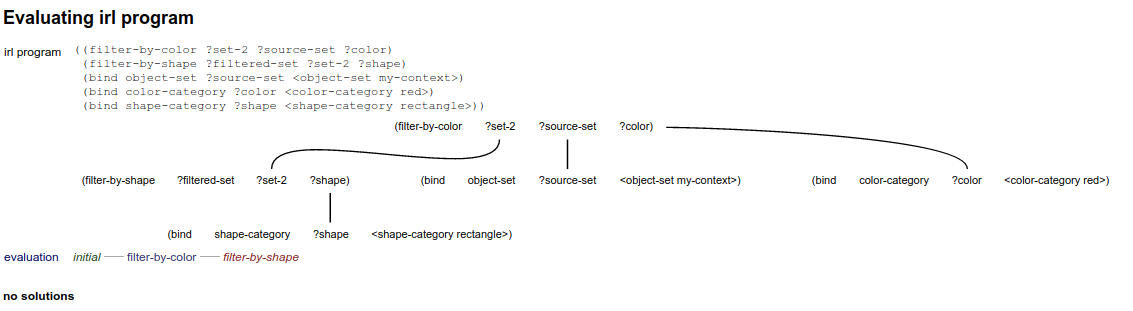 Evaluating irl program
irl program ((filter-by-color ?set-2 ?source-set ?color)
(filter-by-shape ?filtered-set ?set-2 ?shape)
(bind object-set ?source-set <object-set my-context>)
(bind color-category ?color <color-category red>)
(bind shape-category ?shape <shape-category rectangle>))
(filter-by-color ?set-2 ?source-set ?color)
(filter-by-shape ?filtered-set ?set-2 ?shape) (bind object-set ?source-set <object-set my-context>) (bind color-category ?color <color-category red>)
(bind shape-category ?shape <shape-category rectangle>)
evaluation initial filter-by-color filter-by-shape
no solutions